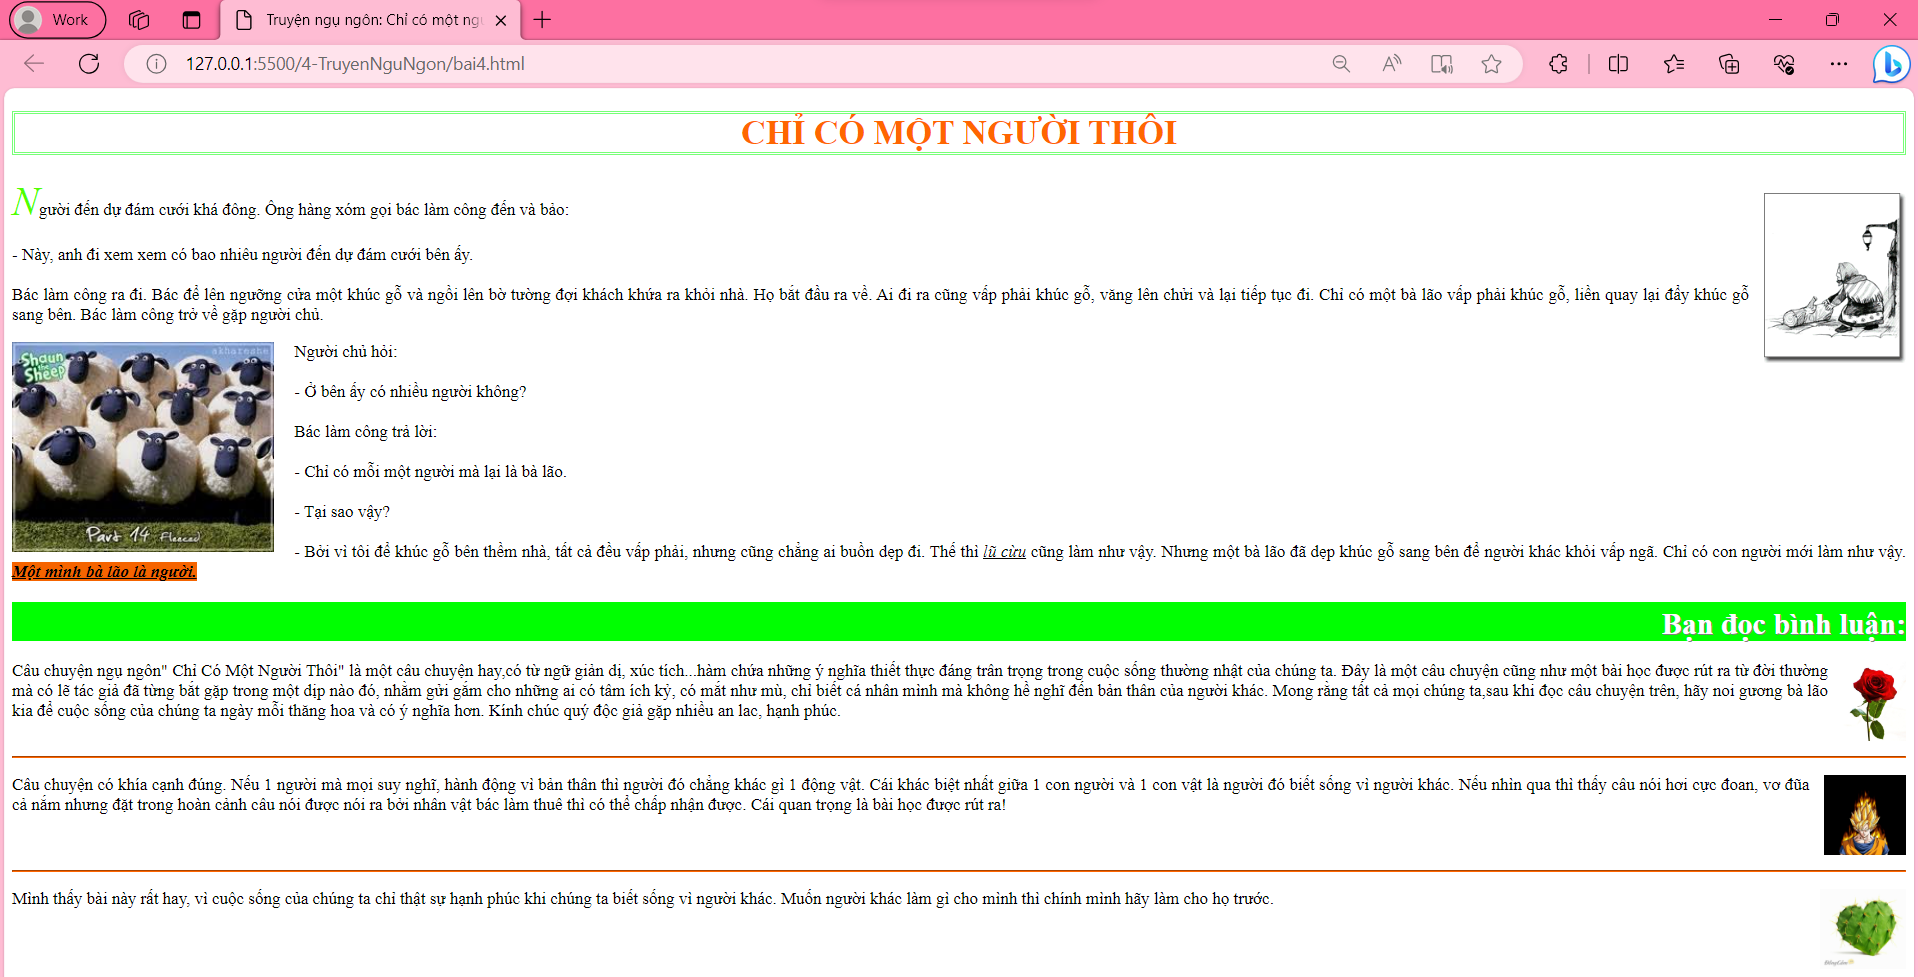 Work
Truyện ngụ ngôn: Chỉ có một ngư
127.0.0.1:5500/4-TruyenNguNgon/bai4.html
CHỈ CÓ MỘT NGƯỜI THÔI
Người đến dự đám cưới khá đông. Ông hàng xóm gọi bác làm công đến và bảo:
- Này, anh đi xem xem có bao nhiêu người đến dự đám cưới bên ấy.
Bác làm công ra đi. Bác để lên ngưỡng cửa một khúc gỗ và ngồi lên bờ tường đợi khách khứa ra khỏi nhà. Họ bắt đầu ra về. Ai đi ra cũng vấp phải khúc gỗ, văng lên chửi và lại tiếp tục đi. Chỉ có một bà lão vấp phải khúc gỗ, liền quay lại đẩy khúc gỗ
sang bên. Bác làm công trở về gặp người chủ.
Shaun
the
Sheep
skhateshe
Part 14 Fleeced
Người chủ hỏi:
- Ở bên ấy có nhiều người không?
Bác làm công trả lời:
- Chỉ có mỗi một người mà lại là bà lão.
- Tại sao vậy?
- Bởi vì tôi để khúc gỗ bên thềm nhà, tất cả đều vấp phải, nhưng cũng chẳng ai buồn dẹp đi. Thế thì lũ cừu cũng làm như vậy. Nhưng một bà lão đã dẹp khúc gỗ sang bên để người khác khỏi vấp ngã. Chỉ có con người mới làm như vậy.
Một mình bà lão là người.
Bạn đọc bình luận:
Câu chuyện ngụ ngôn" Chỉ Có Một Người Thôi" là một câu chuyện hay,có từ ngữ giản dị, xúc tích...hàm chứa những ý nghĩa thiết thực đáng trân trọng trong cuộc sống thường nhật của chúng ta. Đây là một câu chuyện cũng như một bài học được rút ra từ đời thường
mà có lẽ tác giả đã từng bắt gặp trong một dịp nào đó, nhằm gửi gắm cho những ai có tâm ích kỷ, có mắt như mù, chỉ biết cá nhân mình mà không hề nghĩ đến bản thân của người khác. Mong rằng tất cả mọi chúng ta,sau khi đọc câu chuyện trên, hãy noi gương bà lão
kia để cuộc sống của chúng ta ngày mỗi thăng hoa và có ý nghĩa hơn. Kính chúc quý độc giả gặp nhiều an lac, hạnh phúc.
Câu chuyện có khía cạnh đúng. Nếu 1 người mà mọi suy nghĩ, hành động vì bản thân thì người đó chẳng khác gì 1 động vật. Cái khác biệt nhất giữa 1 con người và 1 con vật là người đó biết sống vì người khác. Nếu nhìn qua thì thấy câu nói hơi cực đoan, vơ đũa
cả nắm nhưng đặt trong hoàn cảnh câu nói được nói ra bởi nhân vật bác làm thuê thì có thể chấp nhận được. Cái quan trọng là bài học được rút ra!
Mình thấy bài này rất hay, vì cuộc sống của chúng ta chỉ thật sự hạnh phúc khi chúng ta biết sống vì người khác. Muốn người khác làm gì cho mình thì chính mình hãy làm cho họ trước.